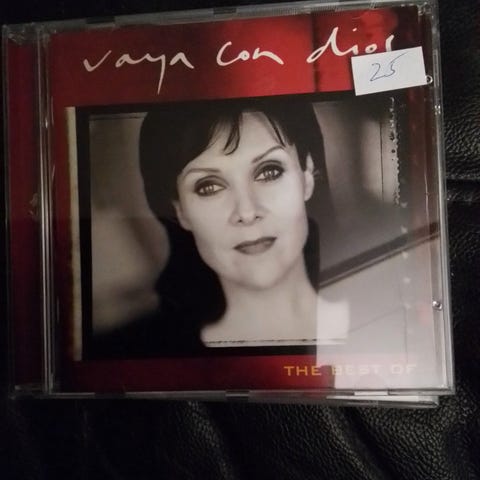 vaya con dios
25
THE BEST OF